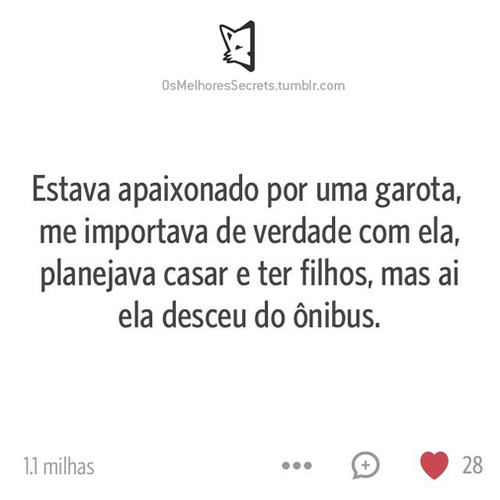 OsMelhoresSecrets.tumblr.com
Estava apaixonado por uma garota,
me importava de verdade com ela,
planejava casar e ter filhos, mas ai
ela desceu do ônibus.
1.1 milhas
28